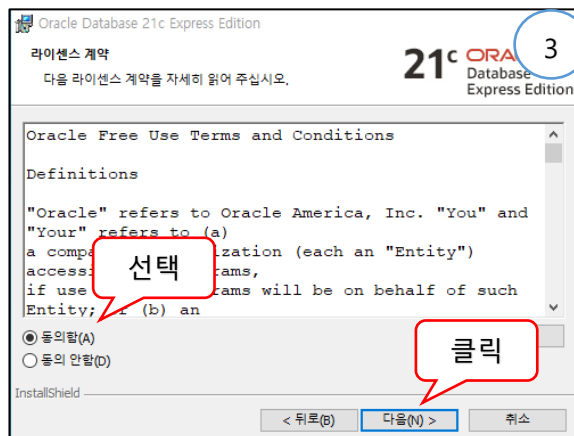 Oracle Database 21c Express Edition
3
라이센스 계약
다음 라이센스 계약을 자세히 읽어 주십시오.
21c ORA
Database
Express Edition
Oracle Free Use Terms and Conditions
Definitions
"Oracle" refers to Oracle America, Inc. "You" and
"Your" refers to (a)
a comp ization (each an "Entity")
access rams,
if use rams will be on behalf of such
Entity; (b) an
선택
동의함(A)
동의 안함(D)
클릭
InstallShield
< 뒤로(B) 다음(N) > 취소